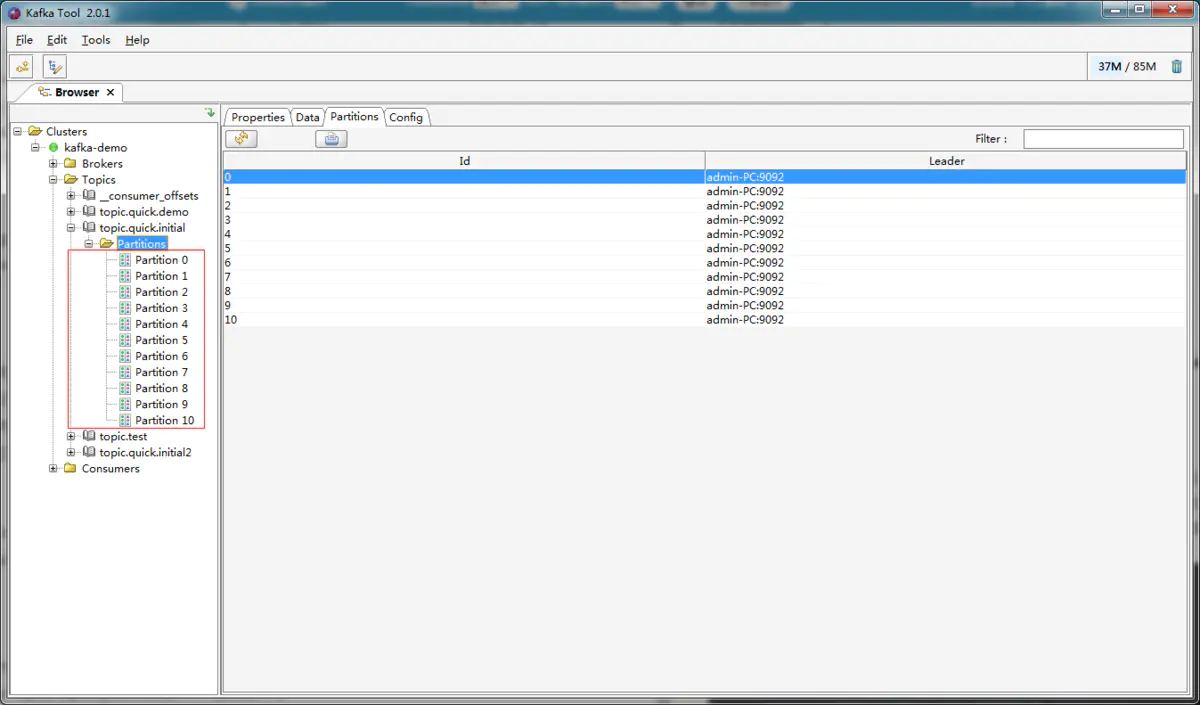 Kafka Tool 2.0.1
File Edit Tools Help
37M / 85M
Browser
Properties Data Partitions Config
Filter :
Clusters
kafka-demo
Brokers
Topics
__consumer_offsets
topic.quick.demo
topic.quick.initial
Partitions
Partition 0
Partition 1
Partition 2
Partition 3
Partition 4
Partition 5
Partition 6
Partition 7
Partition 8
Partition 9
Partition 10
topic.test
topic.quick.initial2
Consumers
Id Leader
0 admin-PC:9092
1 admin-PC:9092
2 admin-PC:9092
3 admin-PC:9092
4 admin-PC:9092
5 admin-PC:9092
6 admin-PC:9092
7 admin-PC:9092
8 admin-PC:9092
9 admin-PC:9092
10 admin-PC:9092